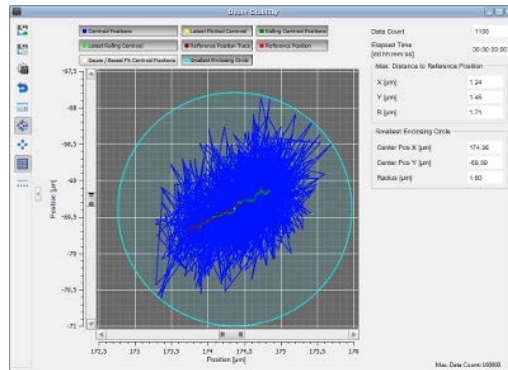 Beam Stability
Centroid Positions
Latest Plotted Centroid
Rolling Centroid Positions
Latest Rolling Centroid
Reference Position Trace
Reference Position
Gauss / Based Fit Centroid Positions
Smallest Enclosing Circle
Data Count 1100
Elapsed Time
[dd:hh:mm:ss] 00:00:00:00
Max. Distance to Reference Position
X [µm] 1.24
Y [µm] 1.45
R [µm] 1.71
Smallest Enclosing Circle
Center Pos X [µm] 174.36
Center Pos Y [µm]
Radius [µm] 1.60
-67,5
-68
-68,5
-69
-69,5
-70
-70,5
-71
Position [µm]
172,5 173 173,5 174 174,5 175 175,5 176
Position [µm]
Max. Data Count: 100000